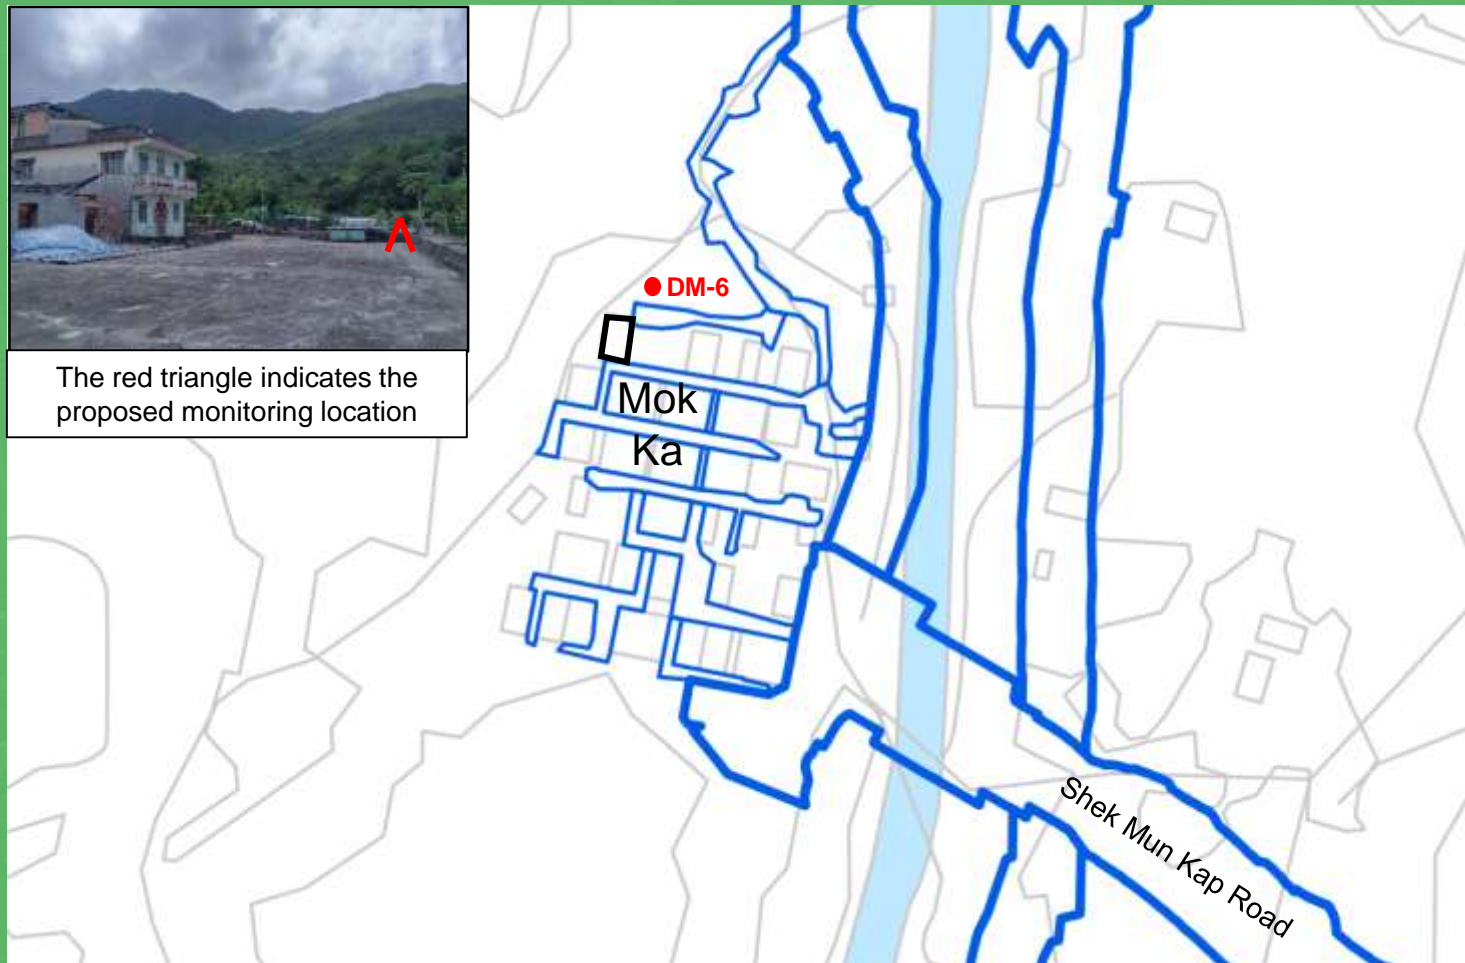 The red triangle indicates the
proposed monitoring location
DM-6
Mok
Ka
Shek Mun Kap Road